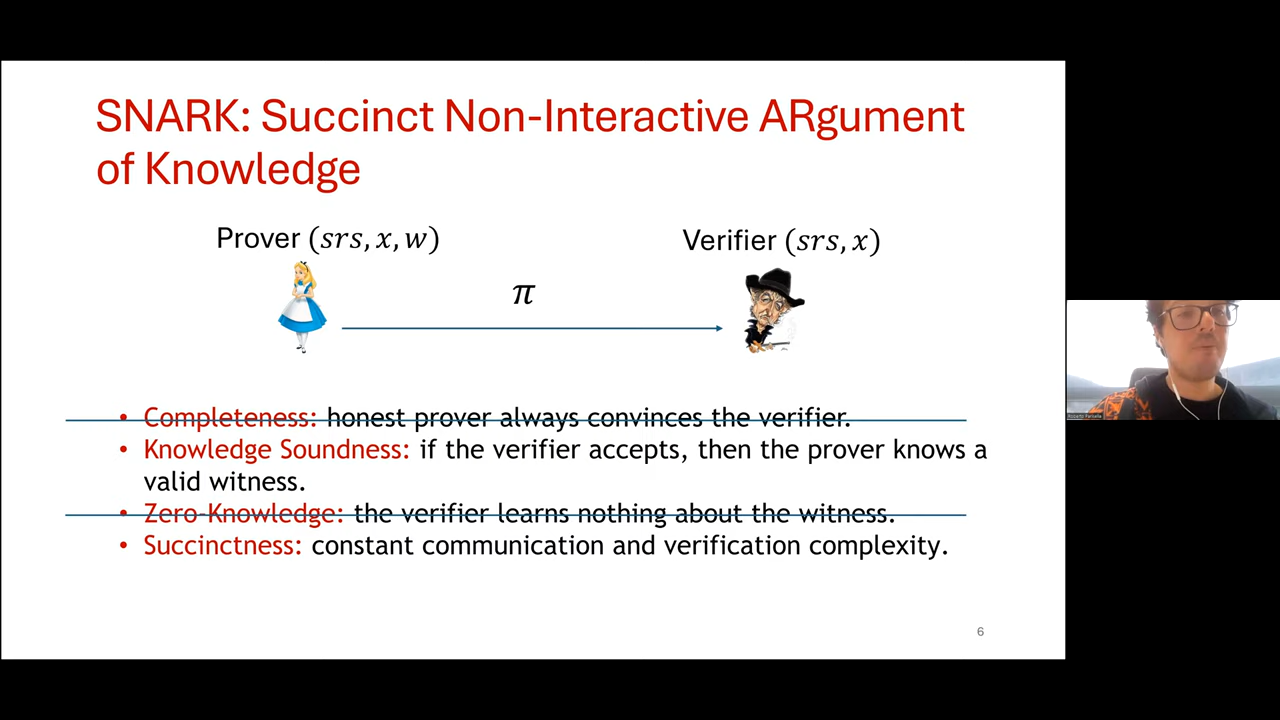 SNARK: Succinct Non-Interactive ARgument
of Knowledge
Prover (𝑠𝑟𝑠, 𝑥, 𝑤)
Verifier (𝑠𝑟𝑠, 𝑥)
𝜋
• Completeness: honest prover always convinces the verifier.
• Knowledge Soundness: if the verifier accepts, then the prover knows a
valid witness.
• Zero-Knowledge: the verifier learns nothing about the witness.
• Succinctness: constant communication and verification complexity.
6